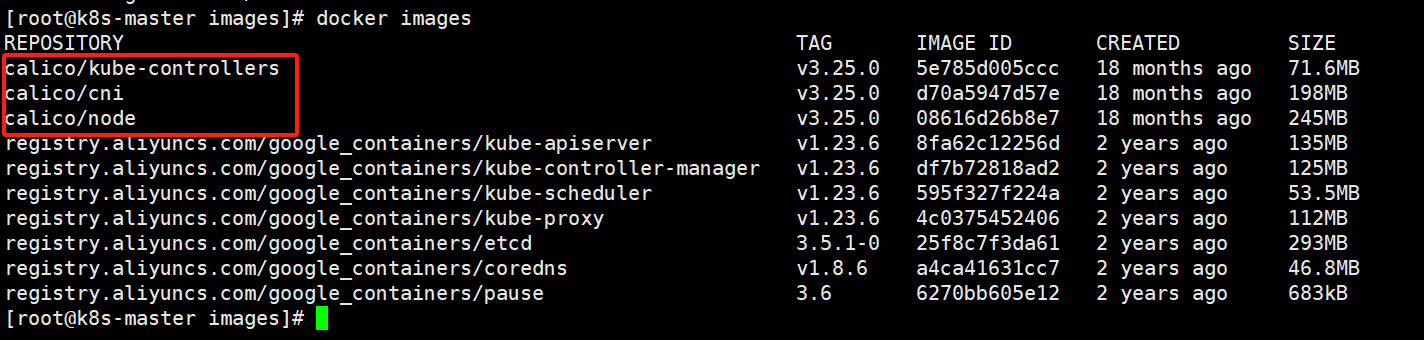 [root@k8s-master images]# docker images
REPOSITORY TAG IMAGE ID CREATED SIZE
calico/kube-controllers v3.25.0 5e785d005ccc 18 months ago 71.6MB
calico/cni v3.25.0 d70a5947d57e 18 months ago 198MB
calico/node v3.25.0 08616d26b8e7 18 months ago 245MB
registry.aliyuncs.com/google_containers/kube-apiserver v1.23.6 8fa62c12256d 2 years ago 135MB
registry.aliyuncs.com/google_containers/kube-controller-manager v1.23.6 df7b72818ad2 2 years ago 125MB
registry.aliyuncs.com/google_containers/kube-scheduler v1.23.6 595f327f224a 2 years ago 53.5MB
registry.aliyuncs.com/google_containers/kube-proxy v1.23.6 4c0375452406 2 years ago 112MB
registry.aliyuncs.com/google_containers/etcd 3.5.1-0 25f8c7f3da61 2 years ago 293MB
registry.aliyuncs.com/google_containers/coredns v1.8.6 a4ca41631cc7 2 years ago 46.8MB
registry.aliyuncs.com/google_containers/pause 3.6 6270bb605e12 2 years ago 683kB
[root@k8s-master images]#